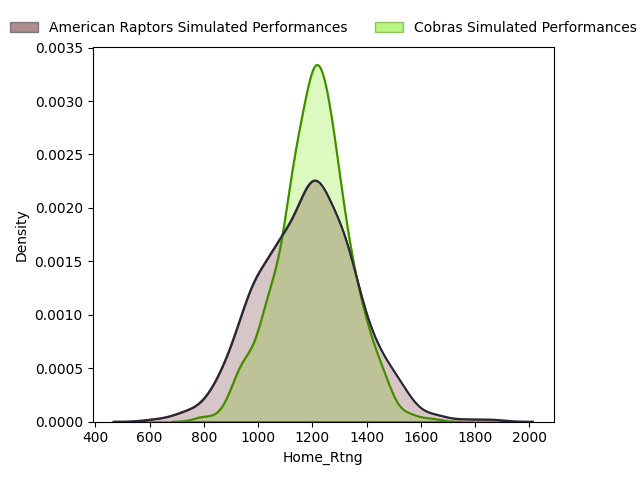 American Raptors Simulated Performances
Cobras Simulated Performances
0.0035
0.0030
0.0025
0.0020
0.0015
0.0010
0.0005
0.0000
Density
400 600 800 1000 1200 1400 1600 1800 2000
Home_Rtng